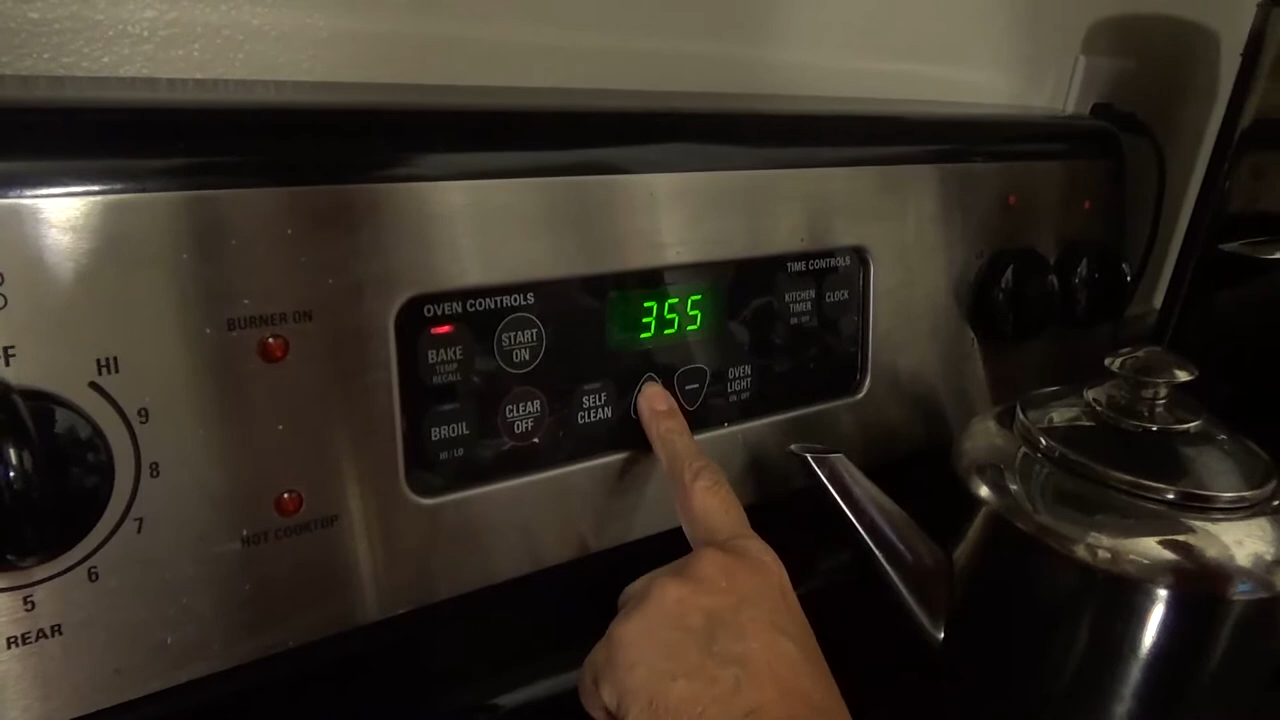 BURNER ON
HI
9
8
7
6
5
REAR
HOT COOKTOP
OVEN CONTROLS
BAKE
TEMP
RECALL
START
ON
BROIL
HI / LO
CLEAR
OFF
SELF
CLEAN
355
—
OVEN
LIGHT
ON / OFF
TIME CONTROLS
KITCHEN
TIMER
ON / OFF
CLOCK